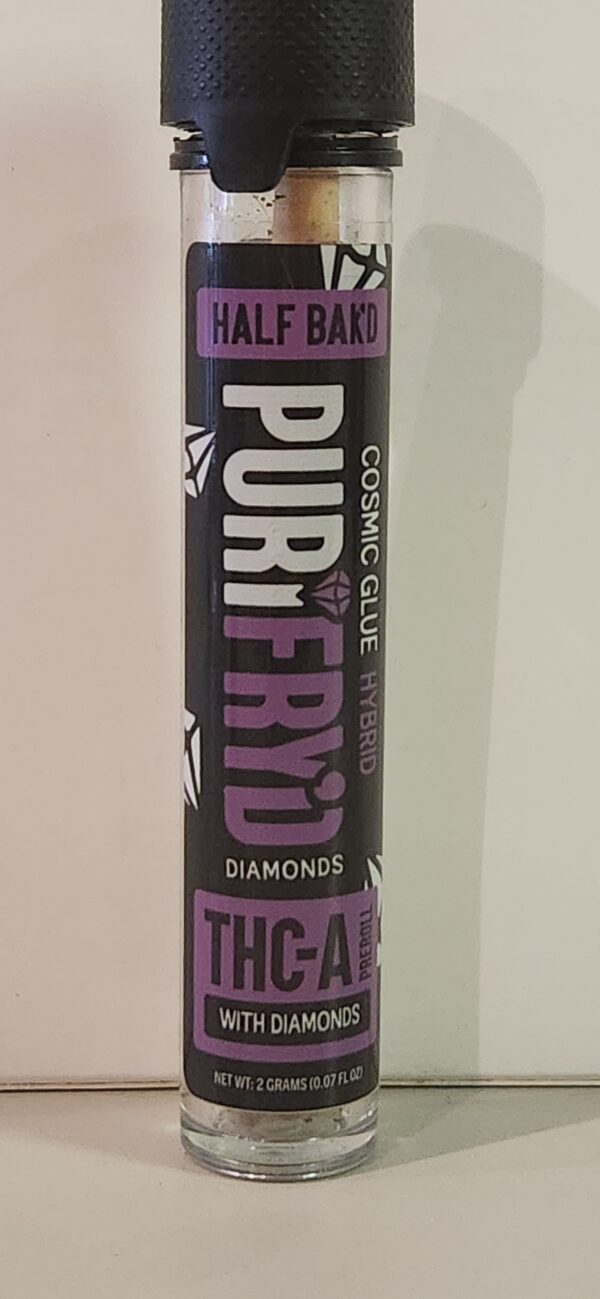 HALF BAK'D
PURiFRY'D
COSMIC GLUE HYBRID
DIAMONDS
THC-A
PREROLL
WITH DIAMONDS
NET WT: 2 GRAMS (0.07 FL OZ)